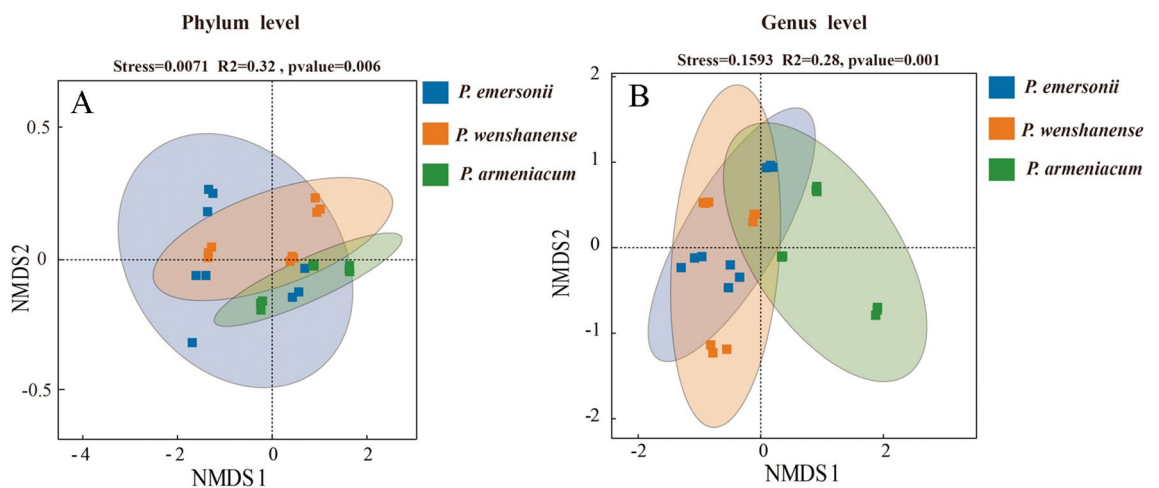 Phylum level
Stress=0.0071 R2=0.32 , pvalue=0.006
A
P. emersonii
P. wenshanense
P. armeniacum
0.5
0
-0.5
NMDS2
-4
-2
0
2
NMDS1
Genus level
Stress=0.1593 R2=0.28, pvalue=0.001
B
P. emersonii
P. wenshanense
P. armeniacum
2
1
0
-1
-2
NMDS2
-2
0
2
NMDS1